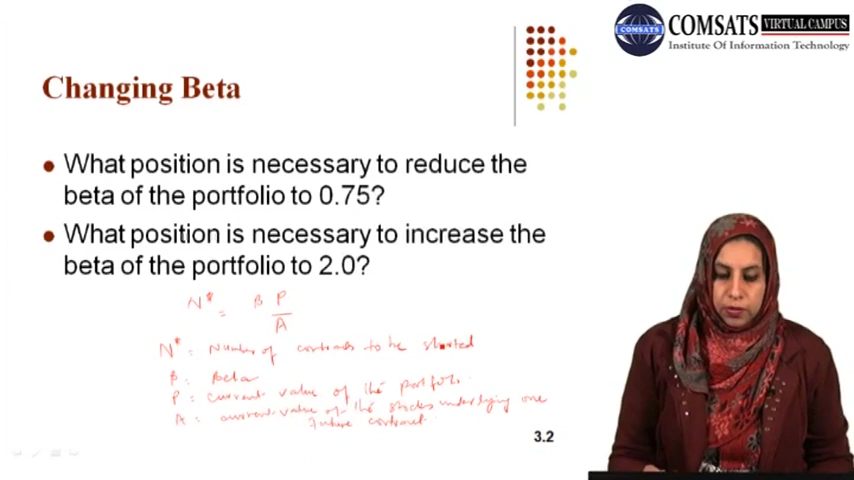 COMSATS VIRTUAL CAMPUS
COMSATS
Institute Of Information Technology
Changing Beta
What position is necessary to reduce the
beta of the portfolio to 0.75?
What position is necessary to increase the
beta of the portfolio to 2.0?
N* = β P
A
N* = Number of contracts to be shorted
β = Beta
P = current value of the portfolio
A = current value of the stocks underlying one
future contract
3.2